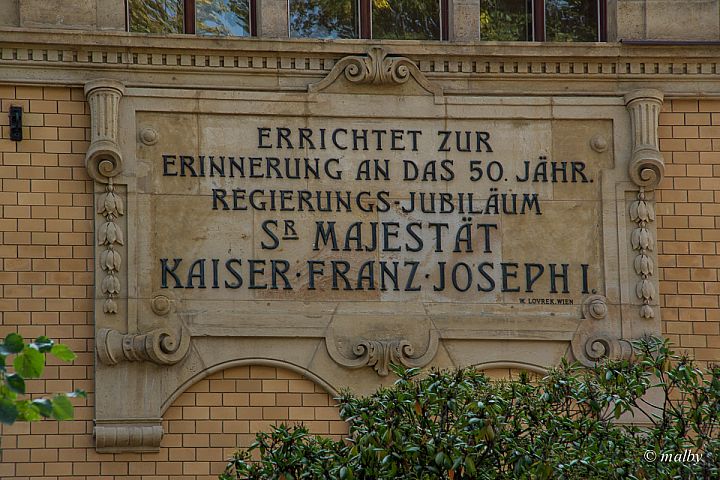 ERRICHTET ZUR
ERINNERUNG AN DAS 50. JÄHR.
REGIERUNGS-JUBILÄUM
SR MAJESTÄT
KAISER·FRANZ·JOSEPH I.
W. LOVREK. WIEN
© malby